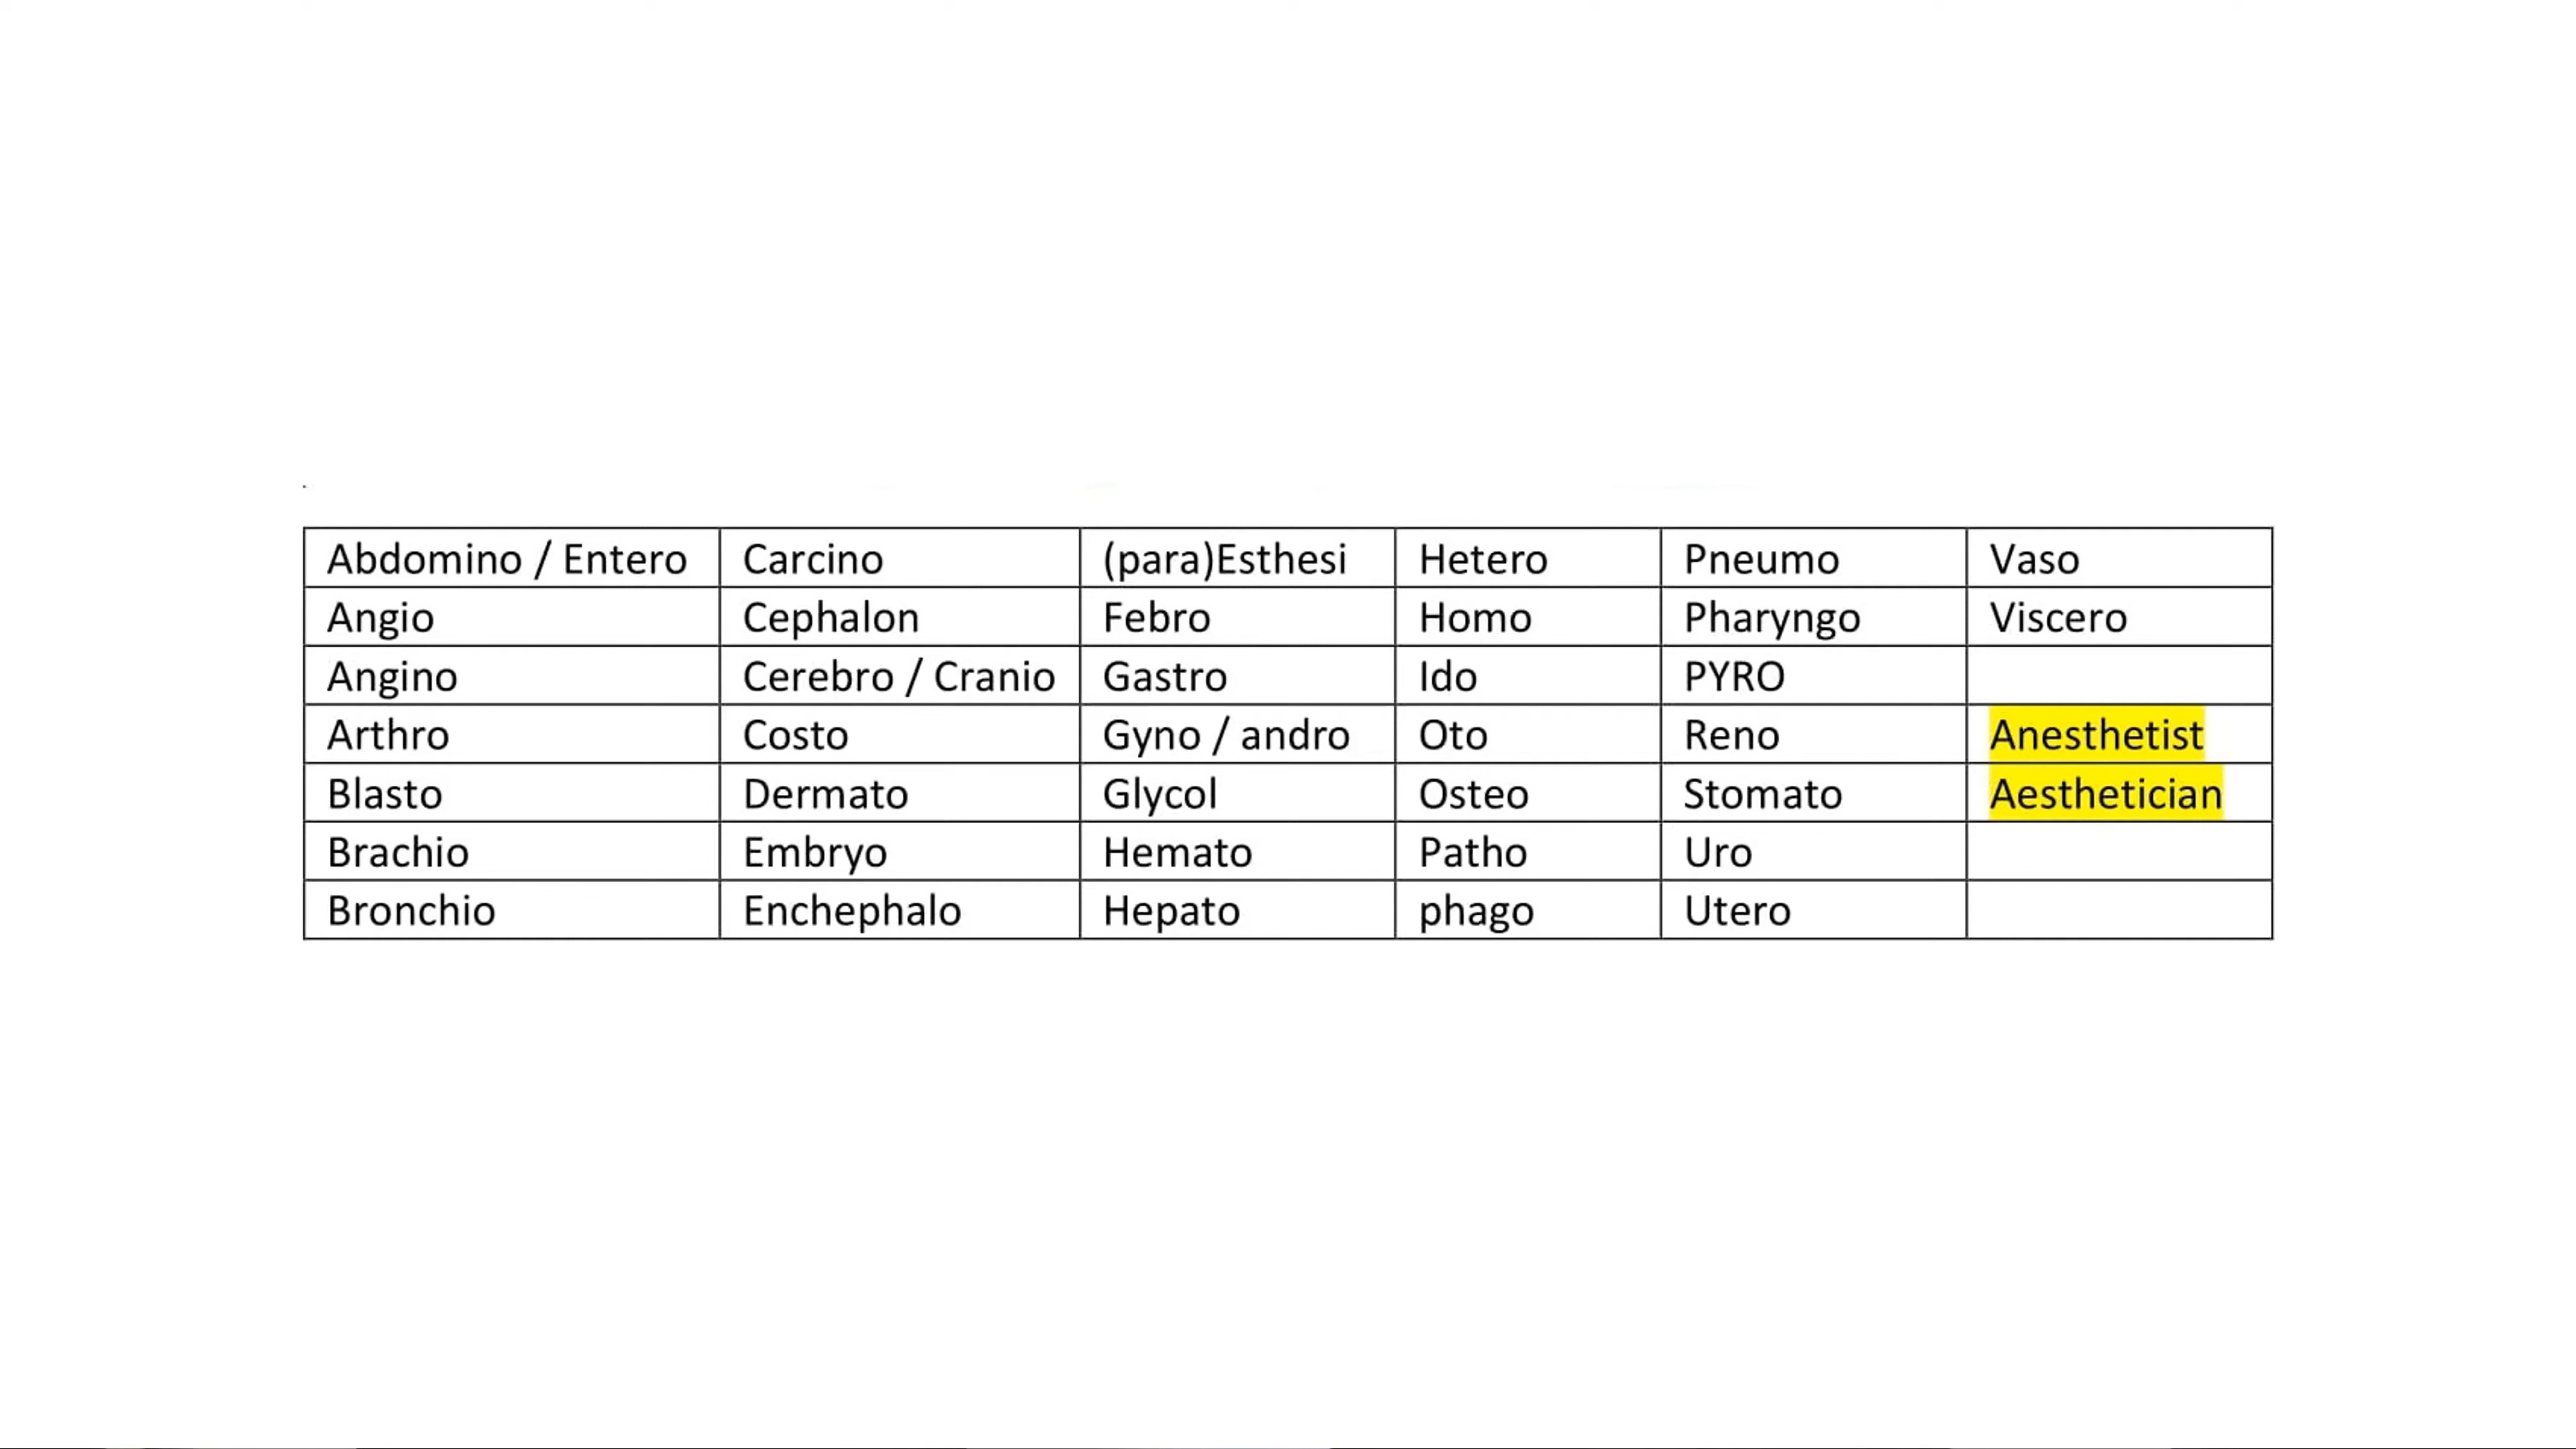 Abdomino / Entero Carcino (para)Esthesi Hetero Pneumo Vaso
Angio Cephalon Febro Homo Pharyngo Viscero
Angino Cerebro / Cranio Gastro Ido PYRO
Arthro Costo Gyno / andro Oto Reno Anesthetist
Blasto Dermato Glycol Osteo Stomato Aesthetician
Brachio Embryo Hemato Patho Uro
Bronchio Enchephalo Hepato phago Utero